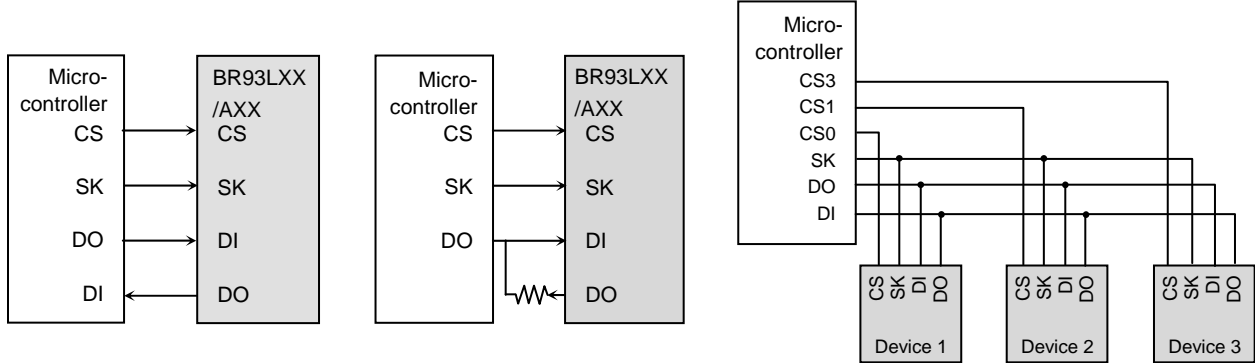 Micro-
controller
CS
SK
DO
DI
BR93LXX
/AXX
CS
SK
DI
DO
Micro-
controller
CS
SK
DO
BR93LXX
/AXX
CS
SK
DI
DO
Micro-
controller
CS3
CS1
CS0
SK
DO
DI
CS
SK
DI
DO
Device 1
CS
SK
DI
DO
Device 2
CS
SK
DI
DO
Device 3